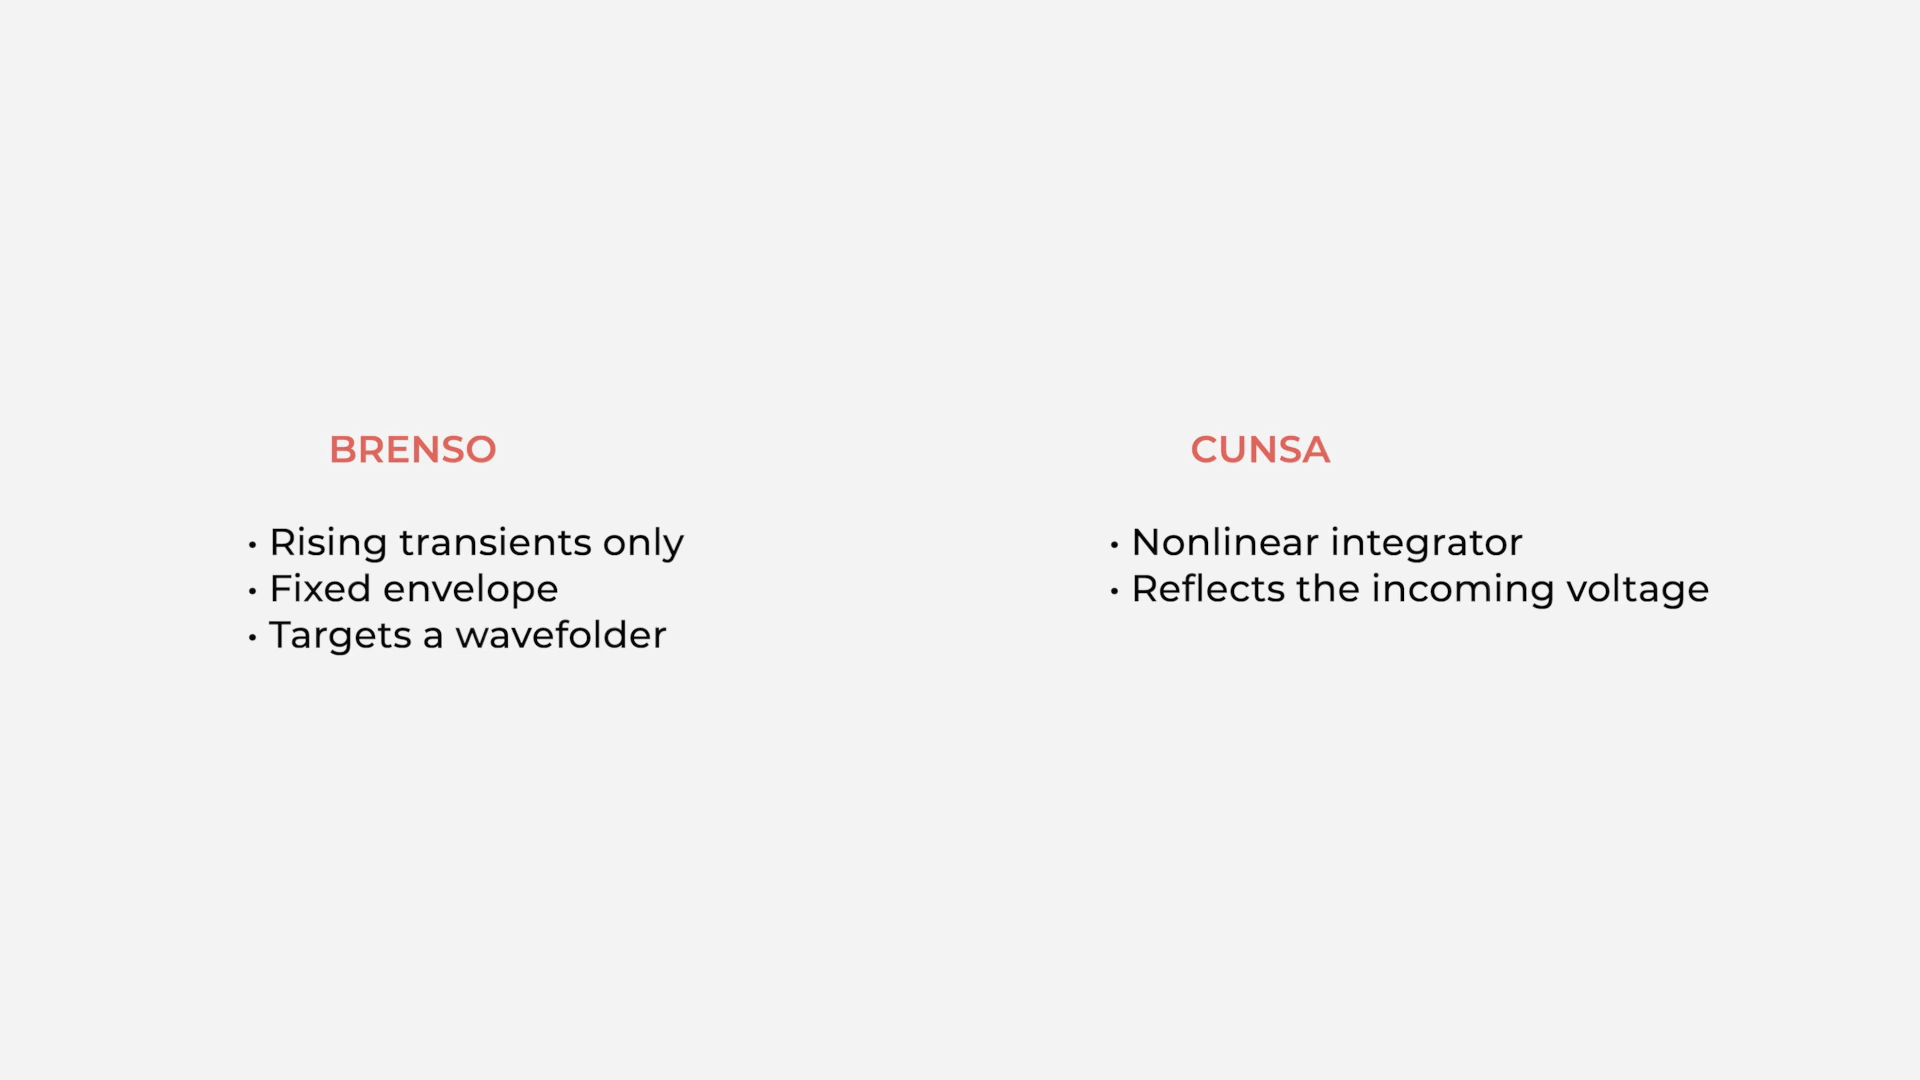 BRENSO
• Rising transients only
• Fixed envelope
• Targets a wavefolder
CUNSA
• Nonlinear integrator
• Reflects the incoming voltage